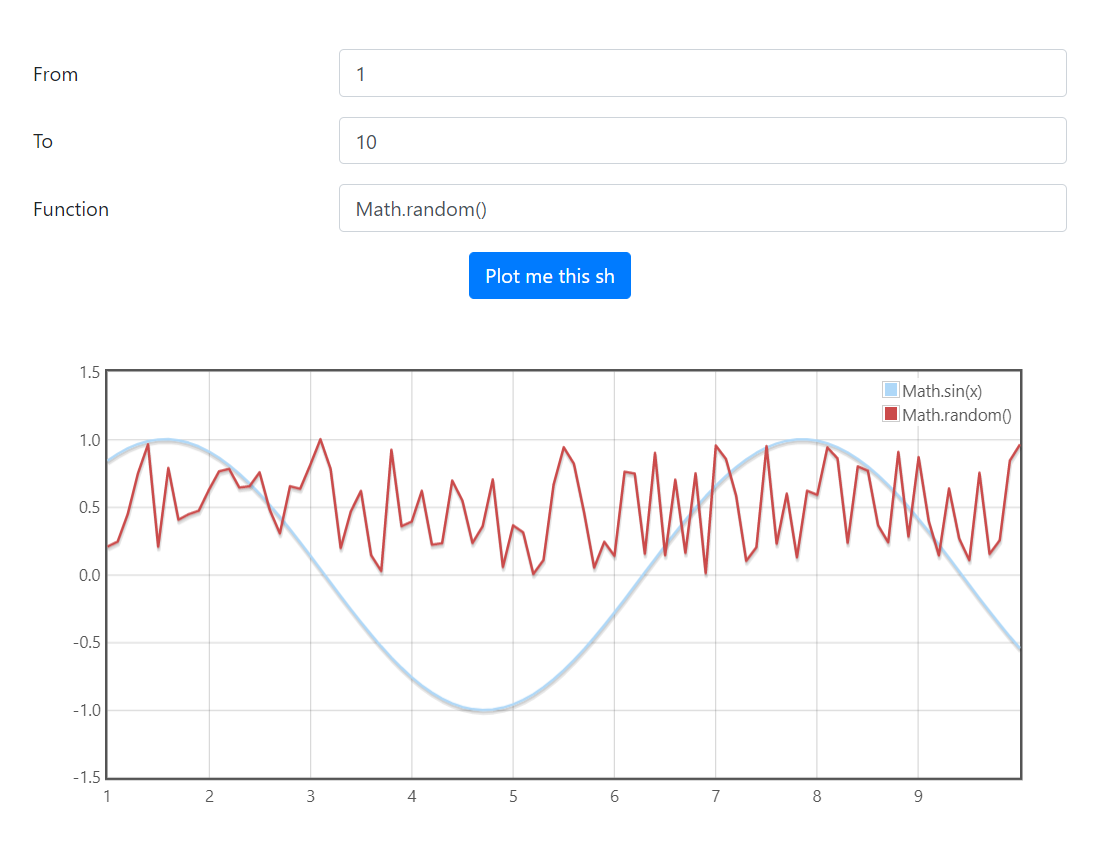 From
1
To
10
Function
Math.random()
Plot me this sh
1.5
Math.sin(x)
Math.random()
1.0
0.5
0.0
-0.5
-1.0
-1.5
1 2 3 4 5 6 7 8 9